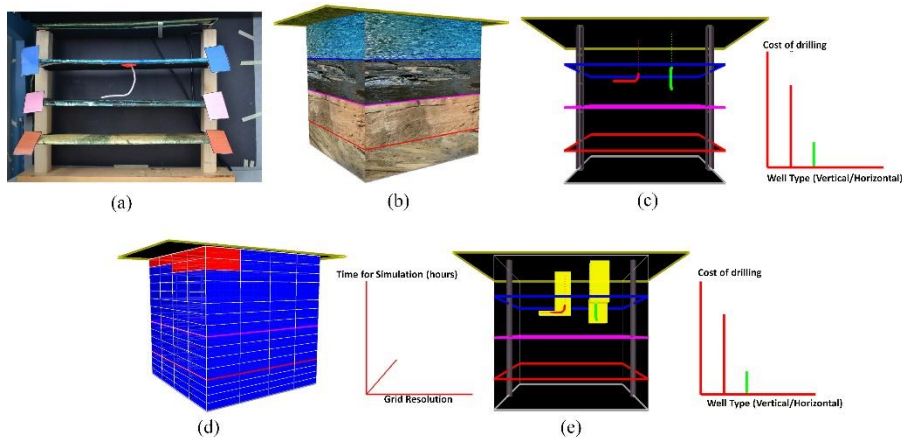 Cost of drilling
Well Type (Vertical/Horizontal)
(a)
(b)
(c)
Time for Simulation (hours)
Grid Resolution
Cost of drilling
Well Type (Vertical/Horizontal)
(d)
(e)